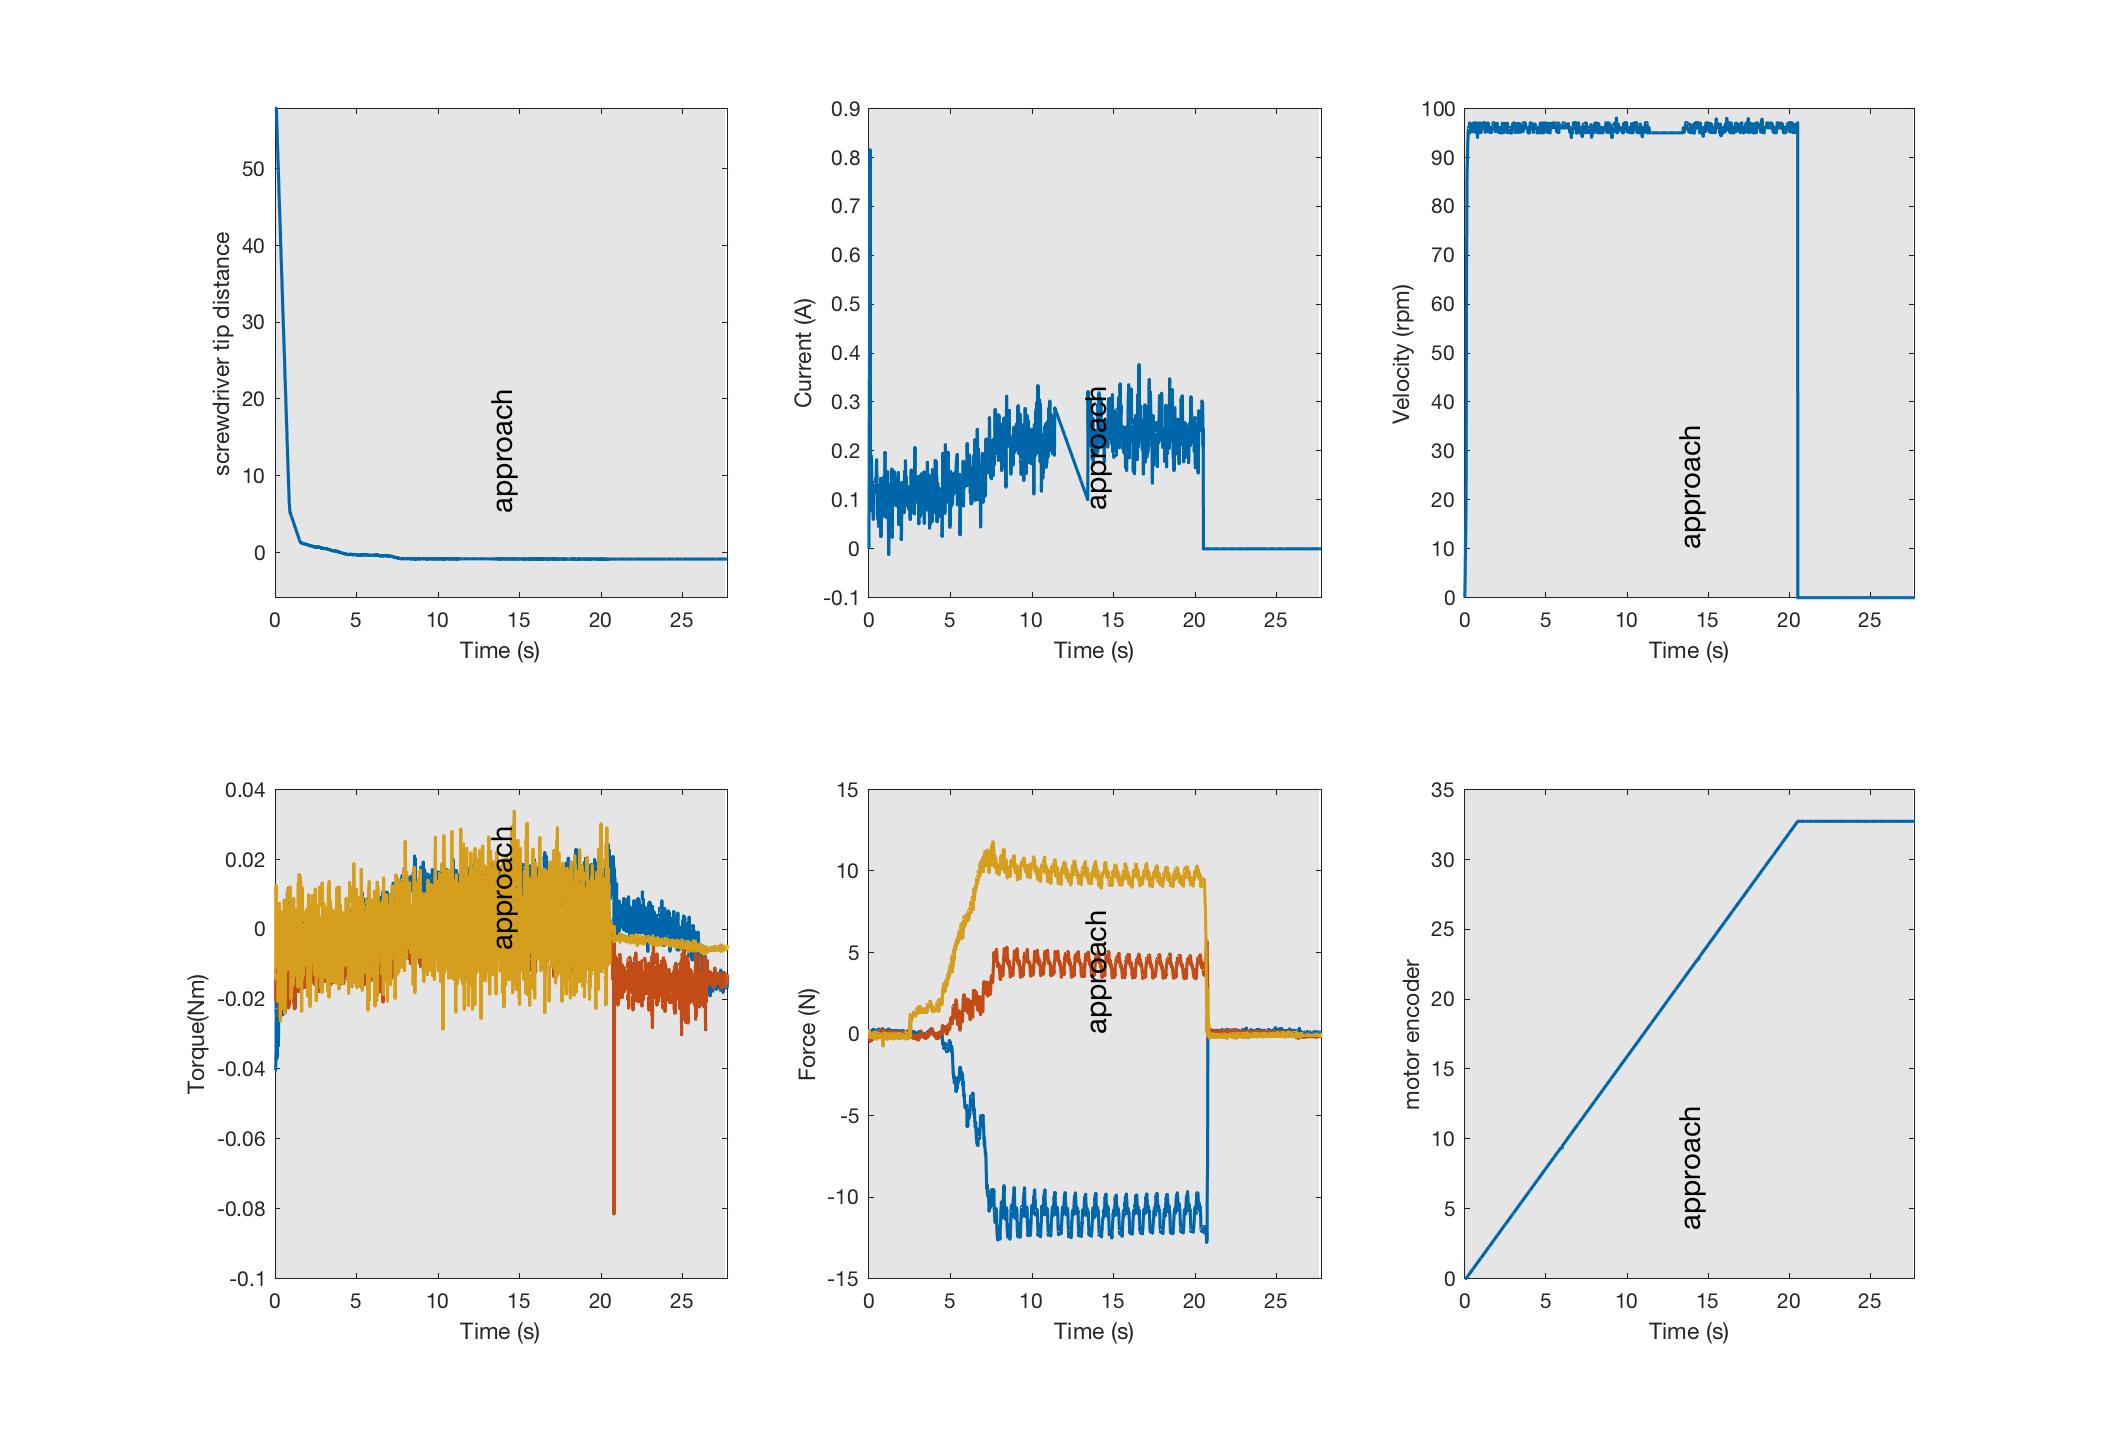 screwdriver tip distance
50
40
30
20
10
0
approach
0 5 10 15 20 25
Time (s)
Current (A)
0.9
0.8
0.7
0.6
0.5
0.4
0.3
0.2
0.1
0
-0.1
approach
0 5 10 15 20 25
Time (s)
Velocity (rpm)
100
90
80
70
60
50
40
30
20
10
0
approach
0 5 10 15 20 25
Time (s)
Torque(Nm)
0.04
0.02
0
-0.02
-0.04
-0.06
-0.08
-0.1
approach
0 5 10 15 20 25
Time (s)
Force (N)
15
10
5
0
-5
-10
-15
approach
0 5 10 15 20 25
Time (s)
motor encoder
35
30
25
20
15
10
5
0
approach
0 5 10 15 20 25
Time (s)